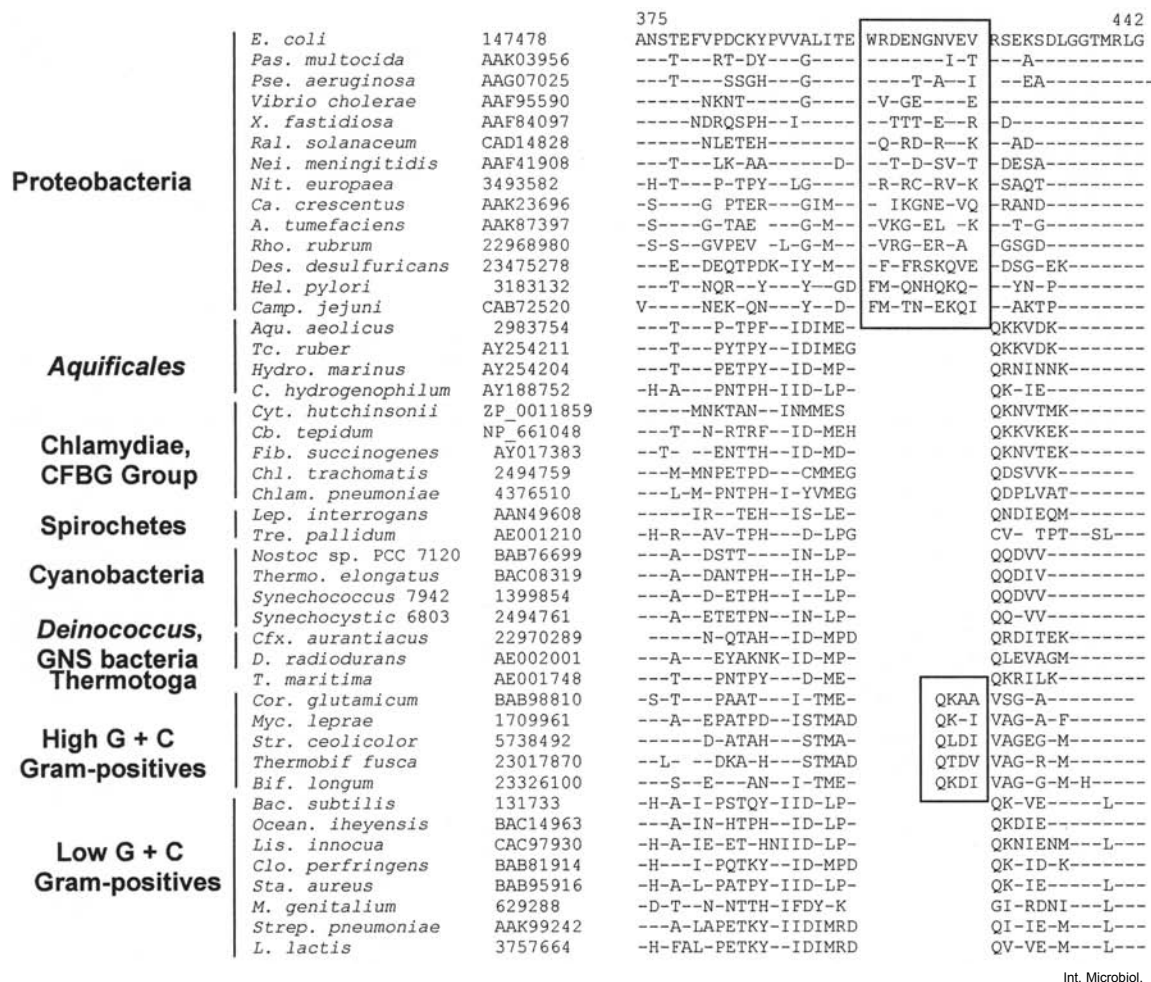 375 442
E. coli 147478 ANSTEFVPDCKYPVVALITE WRDENGNVEV RSEKSDLGGTMRLG
Pas. multocida AAK03956 ---T---RT-DY---G---- -------I-T ---A----------
Pse. aeruginosa AAG07025 ---T----SSGH---G---- ----T-A--I --EA----------
Vibrio cholerae AAF95590 ------NKNT-----G---- -V-GE----E --------------
X. fastidiosa AAF84097 -----NDRQSPH--I----- --TTT-E--R -D------------
Ral. solanaceum CAD14828 ------NLETEH-------- -Q-RD-R--K --AD----------
Nei. meningitidis AAF41908 ---T---LK-AA-----D- --T-D-SV-T -DESA---------
Proteobacteria
Nit. europaea 3493582 -H-T---P-TPY--LG---- -R-RC-RV-K -SAQT---------
Ca. crescentus AAK23696 -S----G PTER---GIM-- - IKGNE-VQ -RAND---------
A. tumefaciens AAK87397 -S----G-TAE ---G-M-- --VKG-EL -K ---T-G--------
Rho. rubrum 22968980 -S-S--GVPEV -L-G-M-- --VRG-ER-A -GSGD---------
Des. desulfuricans 23475278 ---E--DEQTPDK-IY-M-- -F-FRSKQVE -DSG-EK-------
Hel. pylori 3183132 ---T--NQR--Y---Y--GD FM-QNHQKQ- --YN-P--------
Camp. jejuni CAB72520 V-----NEK-QN---Y--D- FM-TN-EKQI --AKTP--------
Aqu. aeolicus 2983754 ---T---P-TPF--IDIME- QKKVDK--------
Tc. ruber AY254211 ---T---PYTPY--IDIMEG QKKVDK--------
Aquificales
Hydro. marinus AY254204 ---T---PETPY--ID-MP- QRNINNK-------
C. hydrogenophilum AY188752 -H-A---PNTPHH-ID-LP- QK-IE---------
Cyt. hutchinsonii ZP_0011859 -----MNKTAN--INMMES QKNVTMK-------
Cb. tepidum NP_661048 ---T--N-RTRF--ID-MEH QKKVKEK-------
Chlamydiae,
CFBG Group
Fib. succinogenes AY017383 --T- --ENTTH--ID-MD- QKNVTEK-------
Chl. trachomatis 2494759 ---M-MNPETPD--CMMEG QDSVVK-------
Chlam. pneumoniae 4376510 ---L-M-PNTPH-I-YVMEG QDPLVAT-------
Lep. interrogans AAN49608 -----IR--TEH--IS-LE- QNDIEQM-------
Spirochetes
Tre. pallidum AE001210 -H-R--AV-TPH---D-LPG CV- TPT---SL---
Nostoc sp. PCC 7120 BAB76699 ---A--DSTT----IN-LP- QQDVV---------
Cyanobacteria
Thermo. elongatus BAC08319 ---A--DANTPH--IH-LP- QQDIV---------
Synechococcus 7942 1399854 ---A--D-ETPH--I--LP- QQDVV---------
Synechocystic 6803 2494761 ---A--ETETPN--IN-LP- QQ-VV---------
Deinococcus,
GNS bacteria
Thermotoga
Cfx. aurantiacus 22970289 -----N-QTAH--ID-MPD QRDITEK-------
D. radiodurans AE002001 ---A---EYAKNK-ID-MP- QLEVAGM-------
T. maritima AE001748 ---T---PNTPY--D-ME- QKRILK--------
Cor. glutamicum BAB98810 -S-T---PAAT---I-TME- QKAA VSG-A--------
Myc. leprae 1709961 ---A--EPATPD--ISTMAD QK-I VAG-A-F-------
High G + C
Gram-positives
Str. ceolicolor 5738492 ------D-ATAH---STMA- QLDI VAGEG-M-------
Thermobif fusca 23017870 --L- --DKA-H---STMAD QTDV VAG-R-M-------
Bif. longum 23326100 ---S--E---AN--I-TME- QKDI VAG-G-M-H----
Bac. subtilis 131733 -H-A-I-PSTQY-IID-LP- QK-VE-----L---
Ocean. iheyensis BAC14963 ---A-IN-HTPH--ID-LP- QKDIE---------
Low G + C
Gram-positives
Lis. innocua CAC97930 ---A-IE-ET-HNIID-LP- QKNIENM---L---
Clo. perfringens BAB81914 -H---I-PQTKY-IID-MPD QK-ID-K-------
Sta. aureus BAB95916 -H-A-L-PATPY-IID-LP- QK-IE-----L---
M. genitalium 629288 -D-T--N-NTTH-IFDY-K GI-RDNI---L---
Strep. pneumoniae AAK99242 ---A-LAPETKY-IIDIMRD QI-IE-M---L---
L. lactis 3757664 -H-FAL-PETKY--IDIMRD QV-VE-M---L---
Int. Microbiol.